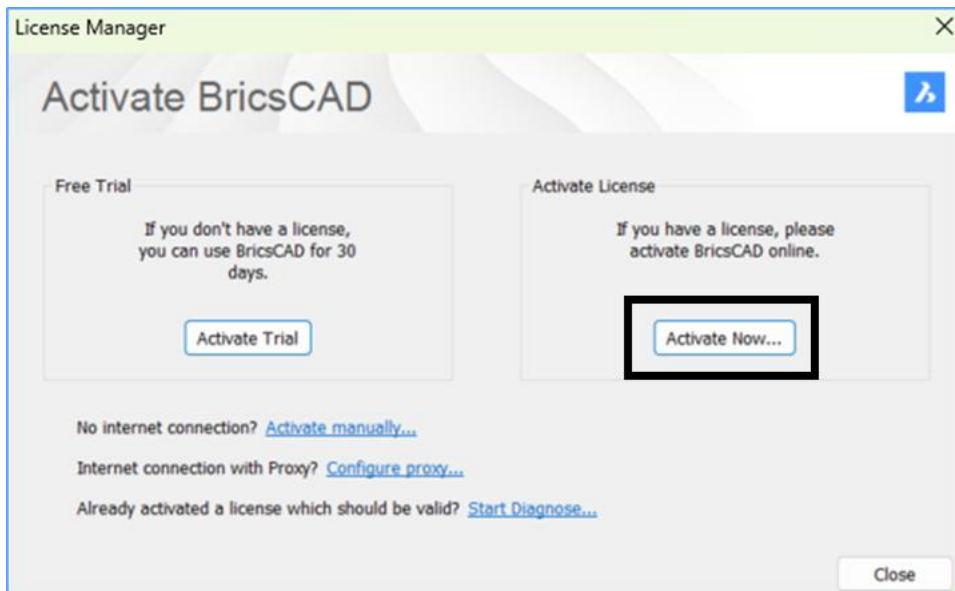 License Manager
Activate BricsCAD
Free Trial
If you don't have a license,
you can use BricsCAD for 30
days.
Activate Trial
Activate License
If you have a license, please
activate BricsCAD online.
Activate Now...
No internet connection? Activate manually...
Internet connection with Proxy? Configure proxy...
Already activated a license which should be valid? Start Diagnose...
Close